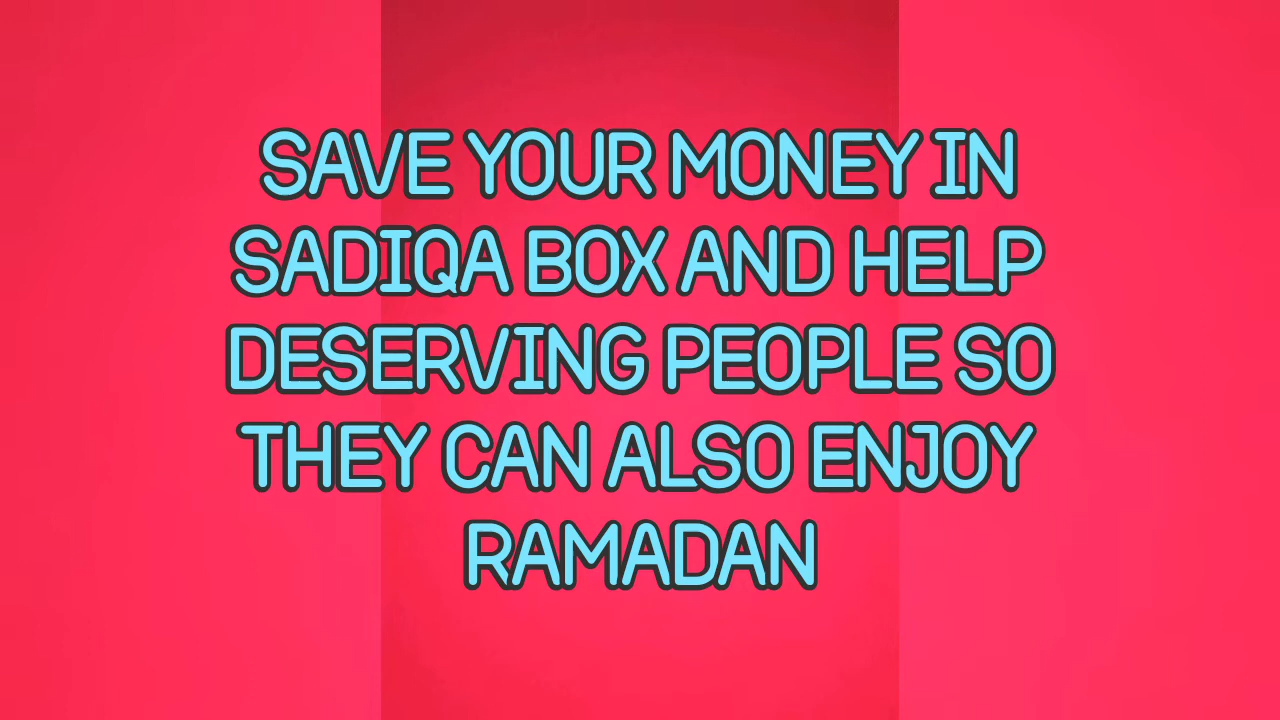 SAVE YOUR MONEY IN
SADIQA BOX AND HELP
DESERVING PEOPLE SO
THEY CAN ALSO ENJOY
RAMADAN